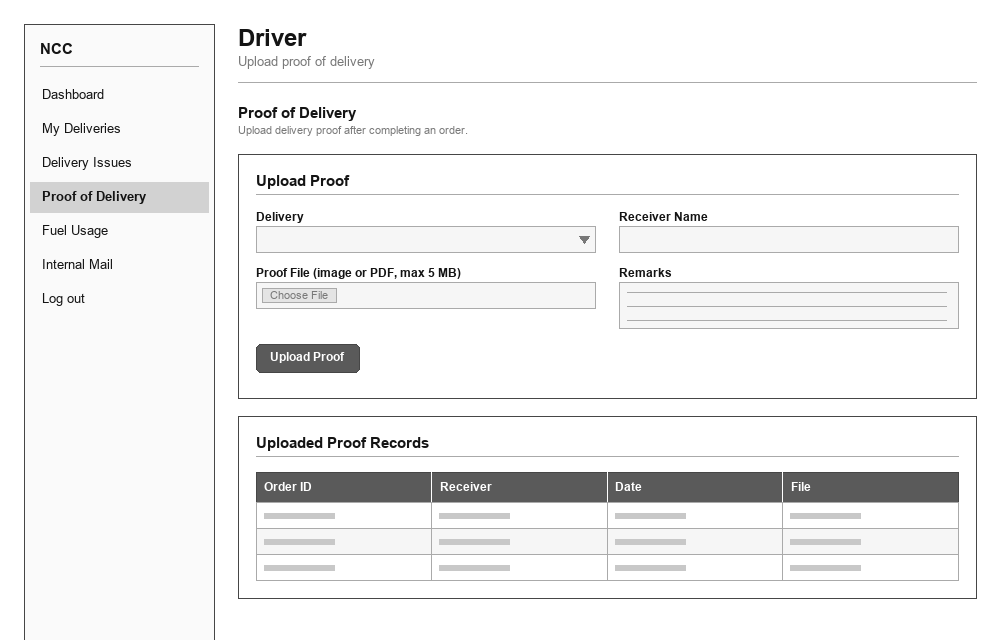 NCC
Dashboard
My Deliveries
Delivery Issues
Proof of Delivery
Fuel Usage
Internal Mail
Log out
Driver
Upload proof of delivery
Proof of Delivery
Upload delivery proof after completing an order.
Upload Proof
Delivery
Receiver Name
Proof File (image or PDF, max 5 MB)
Remarks
Choose File
Upload Proof
Uploaded Proof Records
Order ID Receiver Date File